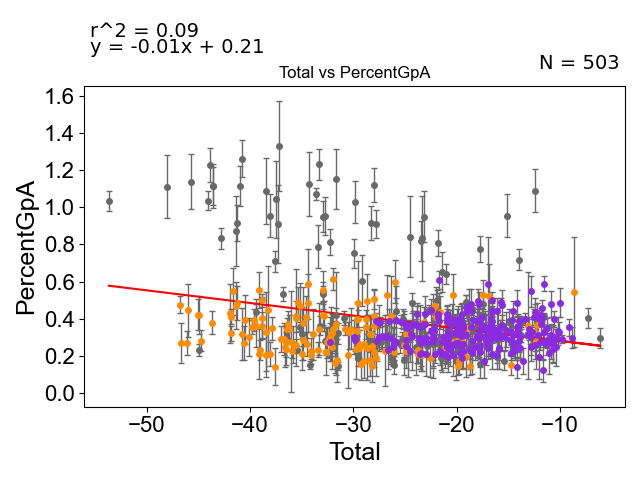 r^2 = 0.09
y = -0.01x + 0.21
N = 503
Total vs PercentGpA
PercentGpA
1.6
1.4
1.2
1.0
0.8
0.6
0.4
0.2
0.0
−50
−40
−30
−20
−10
Total